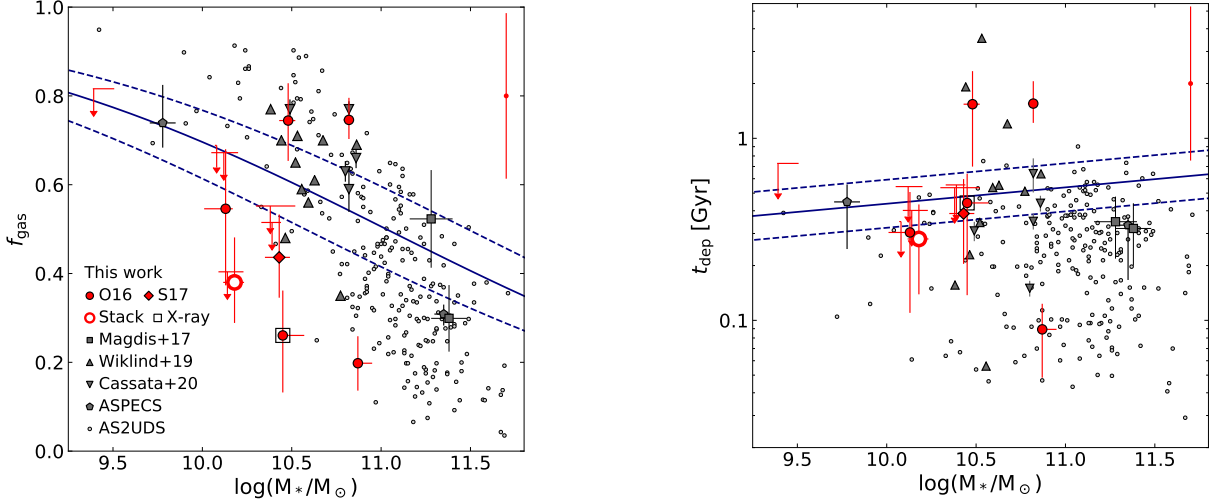 1.0
0.8
0.6
0.4
0.2
0.0
f_gas
This work
O16 S17
Stack X-ray
Magdis+17
Wiklind+19
Cassata+20
ASPECS
AS2UDS
9.5 10.0 10.5 11.0 11.5
log(M_*/M_⊙)
1
0.1
t_dep [Gyr]
9.5 10.0 10.5 11.0 11.5
log(M_*/M_⊙)